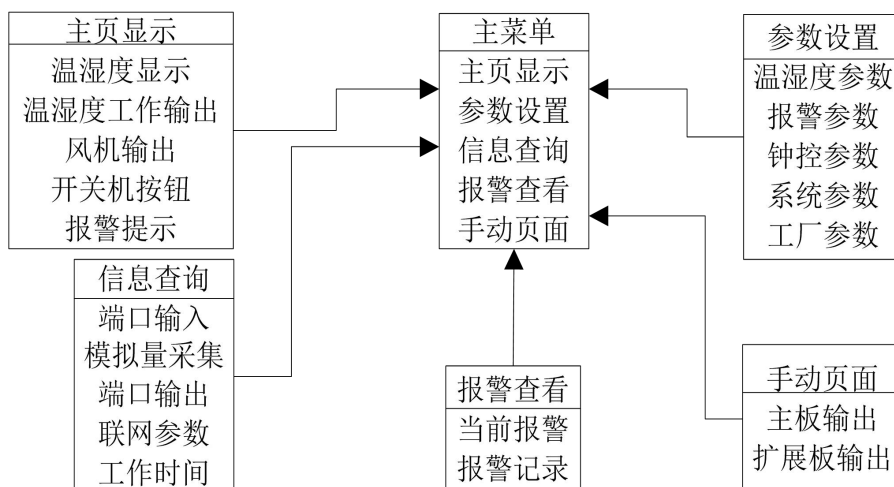 主页显示
温湿度显示
温湿度工作输出
风机输出
开关机按钮
报警提示
主菜单
主页显示
参数设置
信息查询
报警查看
手动页面
参数设置
温湿度参数
报警参数
钟控参数
系统参数
工厂参数
信息查询
端口输入
模拟量采集
端口输出
联网参数
工作时间
报警查看
当前报警
报警记录
手动页面
主板输出
扩展板输出